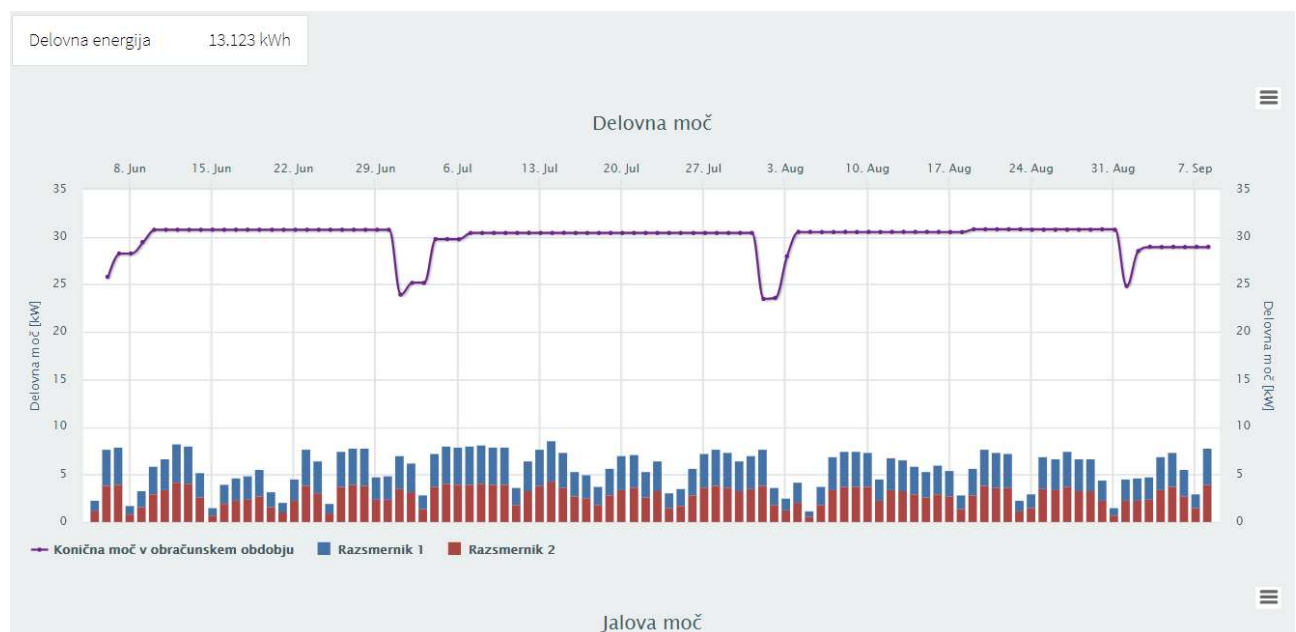 Delovna energija 13.123 kWh
Delovna moč
8. Jun 15. Jun 22. Jun 29. Jun 6. Jul 13. Jul 20. Jul 27. Jul 3. Aug 10. Aug 17. Aug 24. Aug 31. Aug 7. Sep
35 35
30 30
25 25
20 20
15 15
10 10
5 5
0 0
Delovna moč [kW]
Delovna moč [kW]
Konična moč v obračunskem obdobju Razsmernik 1 Razsmernik 2
Jalova moč